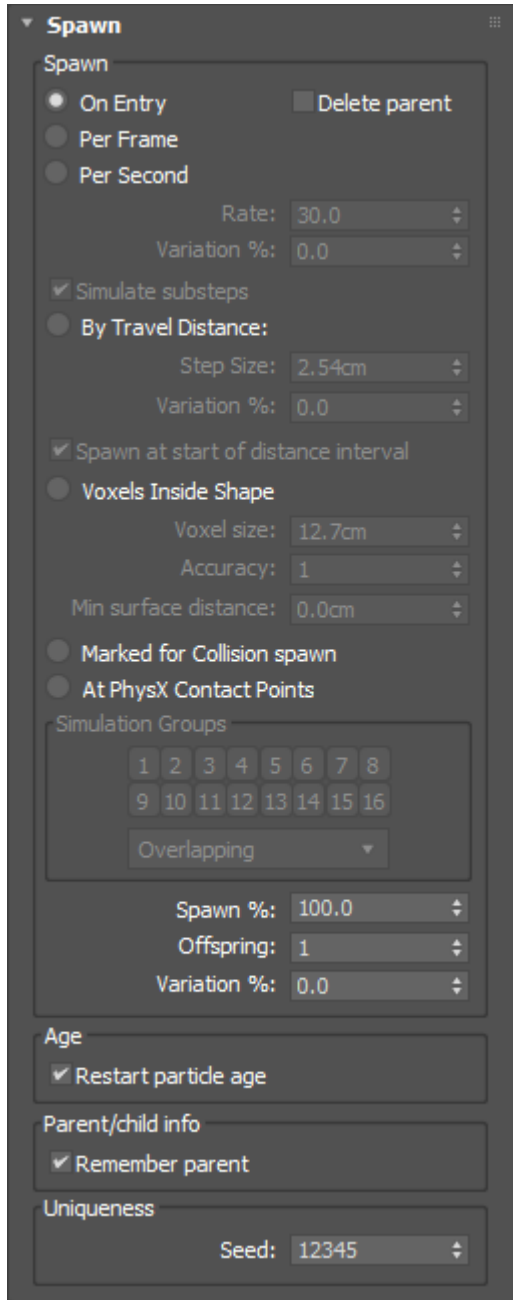 Spawn
Spawn
On Entry Delete parent
Per Frame
Per Second
Rate: 30.0
Variation %: 0.0
Simulate substeps
By Travel Distance:
Step Size: 2.54cm
Variation %: 0.0
Spawn at start of distance interval
Voxels Inside Shape
Voxel size: 12.7cm
Accuracy: 1
Min surface distance: 0.0cm
Marked for Collision spawn
At PhysX Contact Points
Simulation Groups
1 2 3 4 5 6 7 8
9 10 11 12 13 14 15 16
Overlapping
Spawn %: 100.0
Offspring: 1
Variation %: 0.0
Age
Restart particle age
Parent/child info
Remember parent
Uniqueness
Seed: 12345